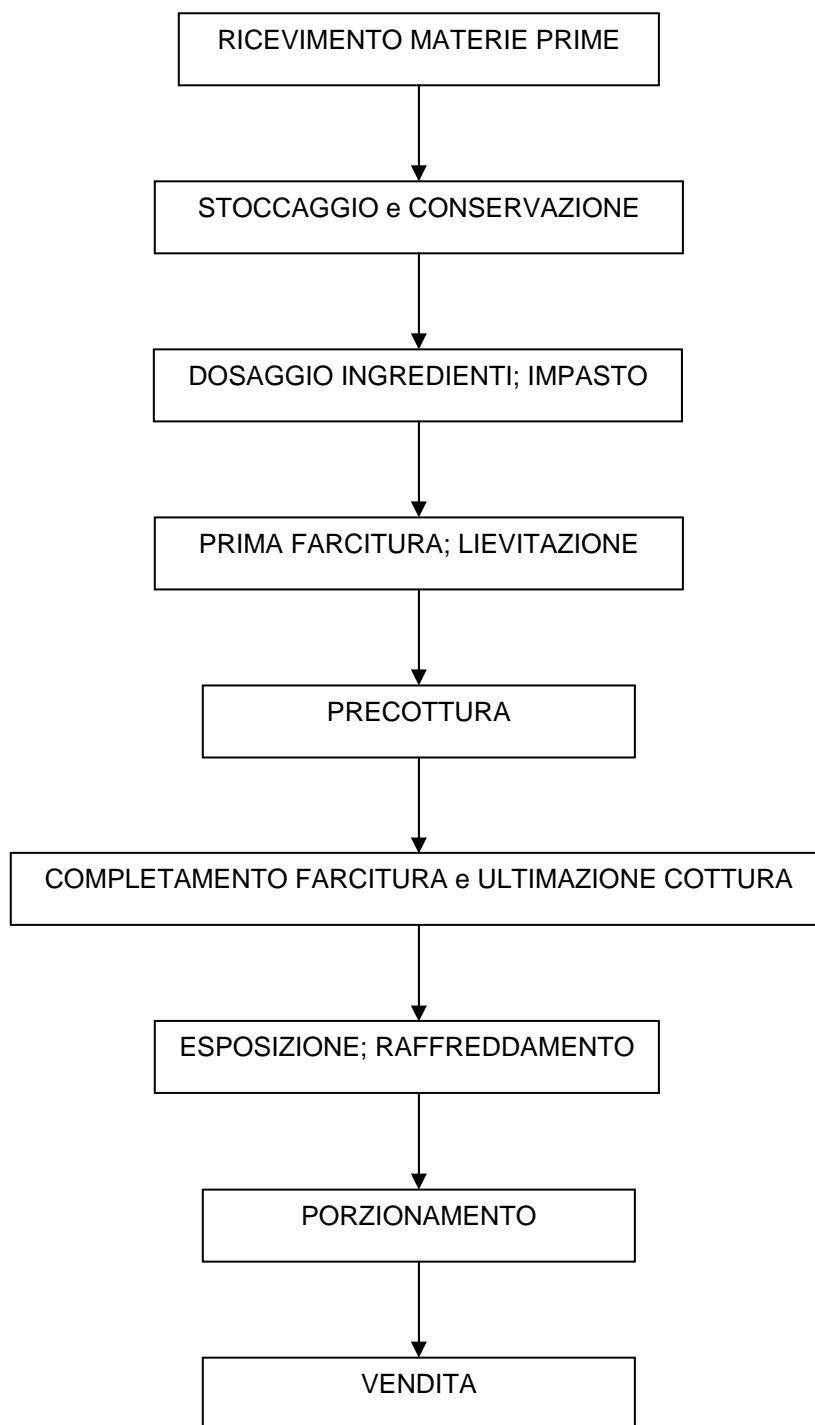 RICEVIMENTO MATERIE PRIME
STOCCAGGIO e CONSERVAZIONE
DOSAGGIO INGREDIENTI; IMPASTO
PRIMA FARCITURA; LIEVITAZIONE
PRECOTTURA
COMPLETAMENTO FARCITURA e ULTIMAZIONE COTTURA
ESPOSIZIONE; RAFFREDDAMENTO
PORZIONAMENTO
VENDITA